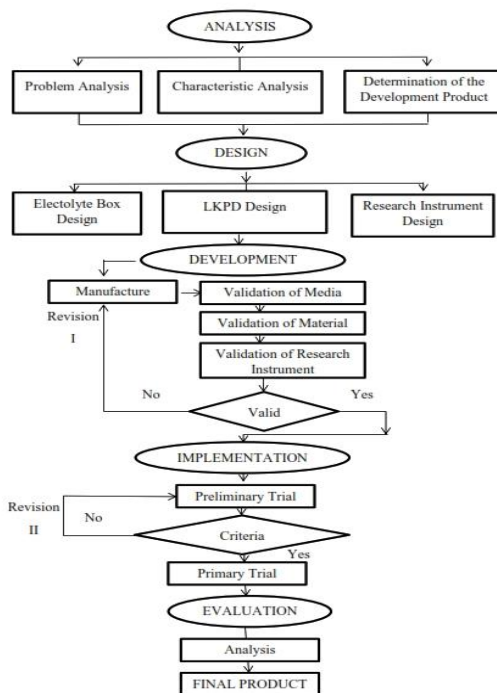 ANALYSIS
Problem Analysis
Characteristic Analysis
Determination of the
Development Product
DESIGN
Electolyte Box
Design
LKPD Design
Research Instrument
Design
DEVELOPMENT
Manufacture
Validation of Media
Revision
I
Validation of Material
Validation of Research
Instrument
No
Yes
Valid
IMPLEMENTATION
Preliminary Trial
Revision
II
No
Criteria
Yes
Primary Trial
EVALUATION
Analysis
FINAL PRODUCT